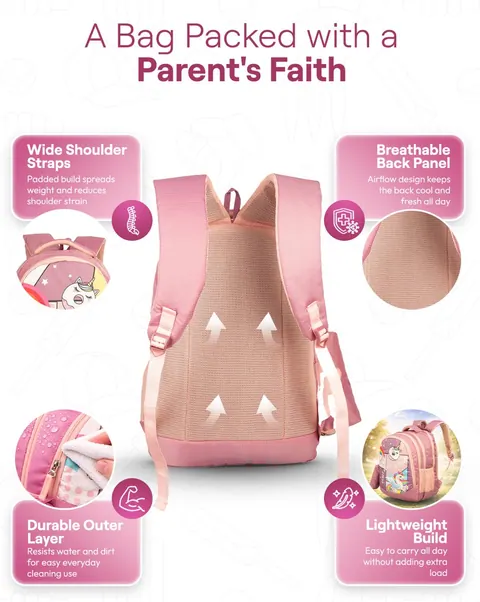 A Bag Packed with a
Parent's Faith
Wide Shoulder
Straps
Padded build spreads
weight and reduces
shoulder strain
Breathable
Back Panel
Airflow design keeps
the back cool and
fresh all day
Durable Outer
Layer
Resists water and dirt
for easy everyday
cleaning use
Lightweight
Build
Easy to carry all day
without adding extra
load